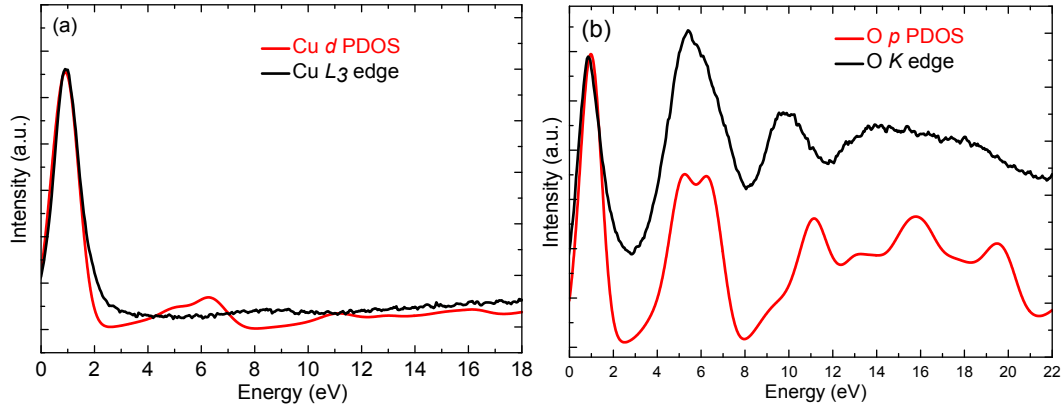 (a)
Cu d PDOS
Cu L3 edge
Intensity (a.u.)
0 2 4 6 8 10 12 14 16 18
Energy (eV)
(b)
O p PDOS
O K edge
Intensity (a.u.)
0 2 4 6 8 10 12 14 16 18 20 22
Energy (eV)